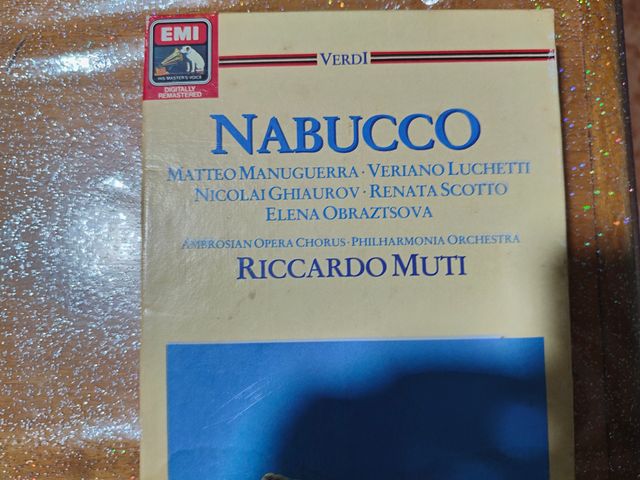 EMI
HIS MASTER'S VOICE
DIGITALLY
REMASTERED
VERDI
NABUCCO
MATTEO MANUGUERRA · VERIANO LUCHETTI
NICOLAI GHIAUROV · RENATA SCOTTO
ELENA OBRAZTSOVA
AMBROSIAN OPERA CHORUS · PHILHARMONIA ORCHESTRA
RICCARDO MUTI